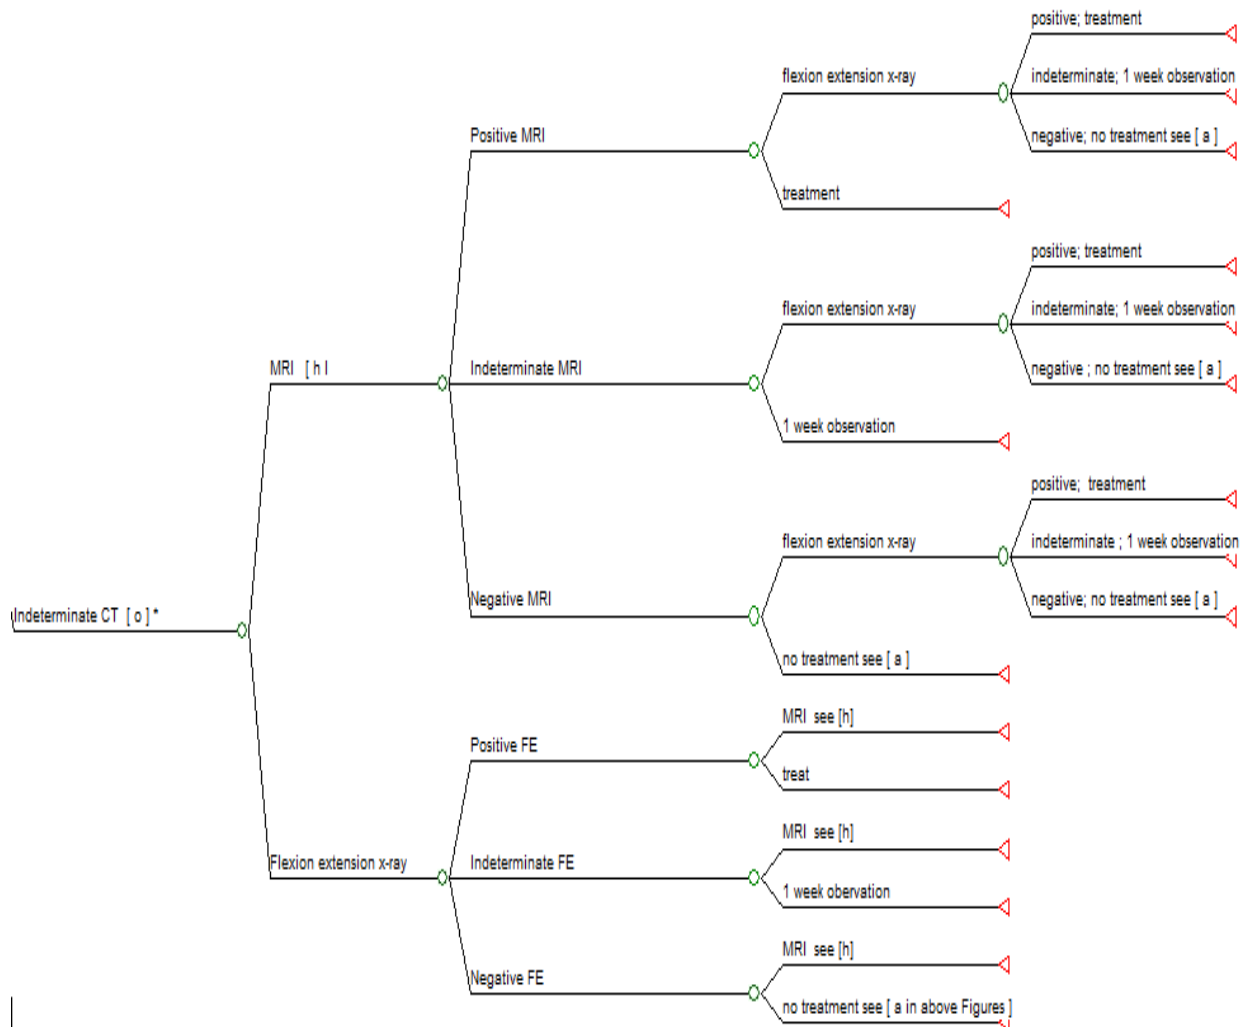 positive; treatment
flexion extension x-ray
indeterminate; 1 week observation
Positive MRI
negative; no treatment see [ a ]
treatment
positive; treatment
flexion extension x-ray
indeterminate; 1 week observation
MRI [ h I
Indeterminate MRI
negative ; no treatment see [ a ]
1 week observation
positive; treatment
flexion extension x-ray
indeterminate ; 1 week observation
Indeterminate CT [ o ] *
Negative MRI
negative; no treatment see [ a ]
no treatment see [ a ]
MRI see [h]
Positive FE
treat
MRI see [h]
Flexion extension x-ray
Indeterminate FE
1 week obervation
MRI see [h]
Negative FE
no treatment see [ a in above Figures ]